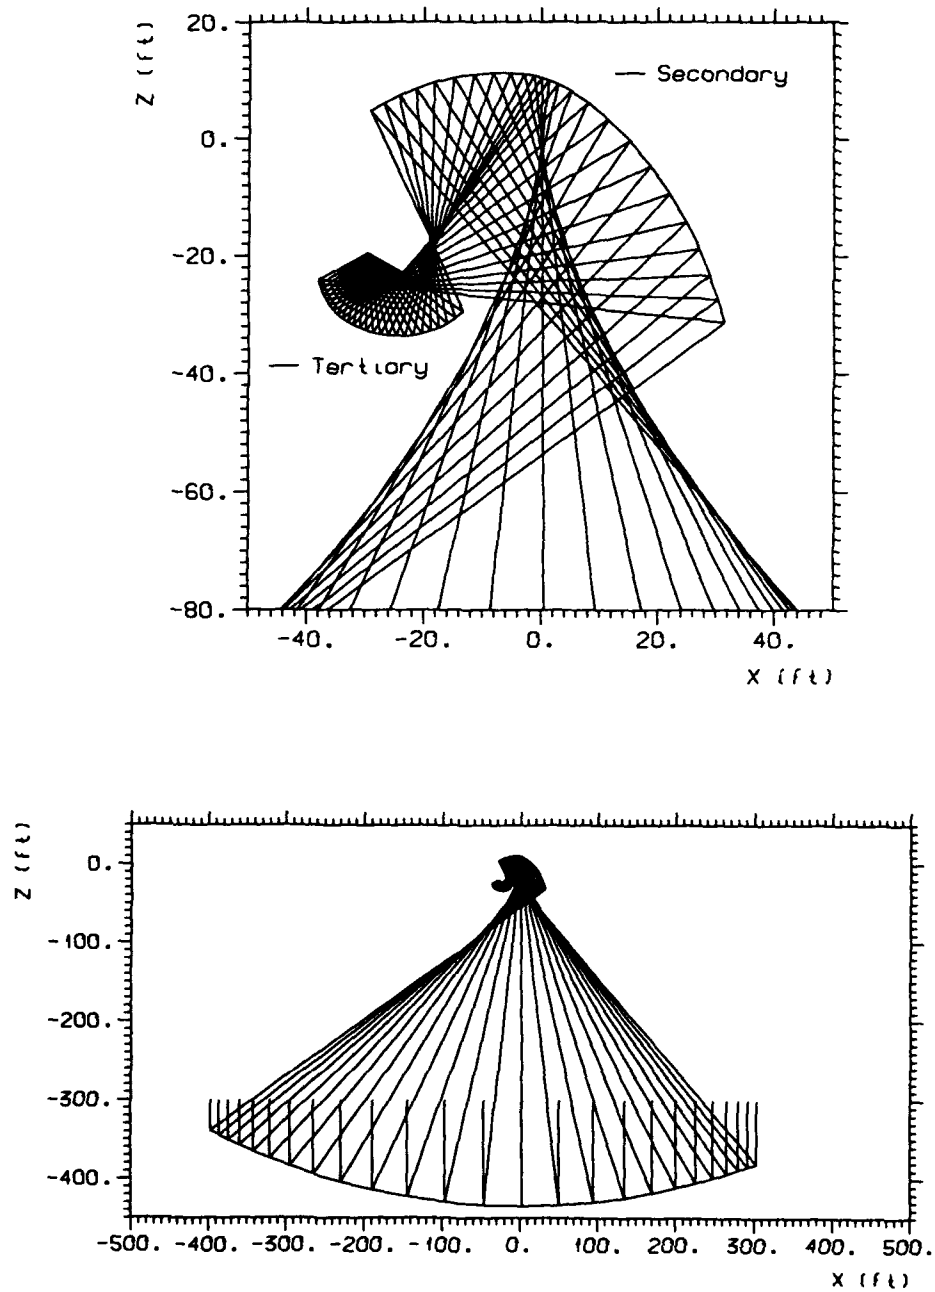 20.
Z (ft)
Secondary
0.
-20.
-40.
Tertiary
-60.
-80.
-40. -20. 0. 20. 40.
X (ft)
Z (ft)
0.
-100.
-200.
-300.
-400.
-500. -400. -300. -200. -100. 0. 100. 200. 300. 400. 500.
X (ft)